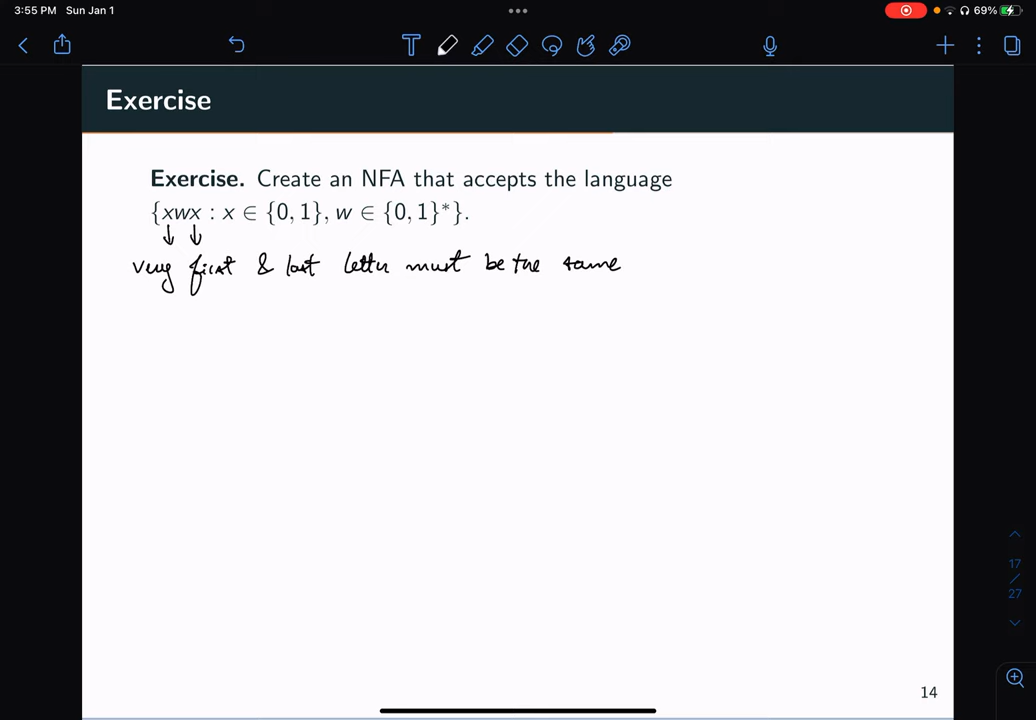 3:55 PM Sun Jan 1 69%
Exercise
Exercise. Create an NFA that accepts the language
{xwx : x ∈ {0, 1}, w ∈ {0, 1}*}.
very first & last letter must be the same
17
/
27
14